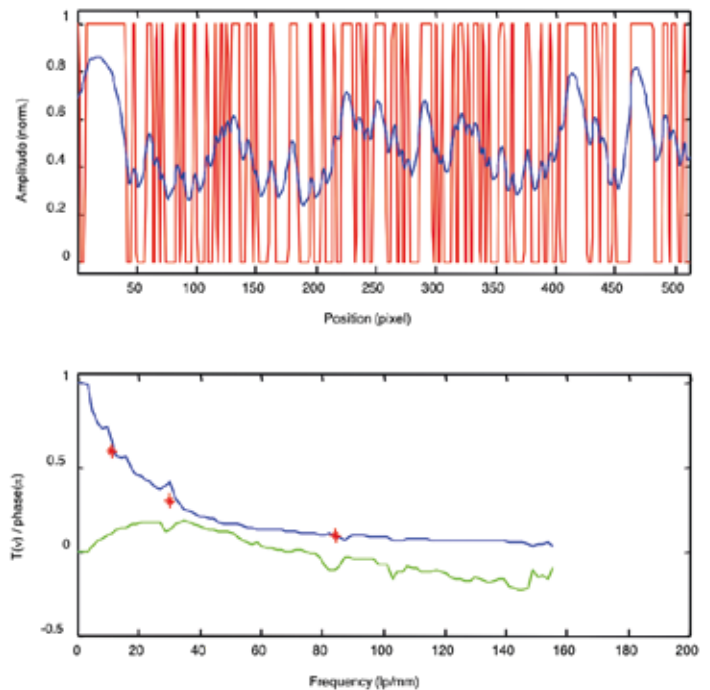 1
0.8
0.6
0.4
0.2
0
Amplitudo (norm.)
50 100 150 200 250 300 350 400 450 500
Position (pixel)
1
0.5
0
-0.5
T(v) / phase(π)
0 20 40 60 80 100 120 140 160 180 200
Frequency (lp/mm)